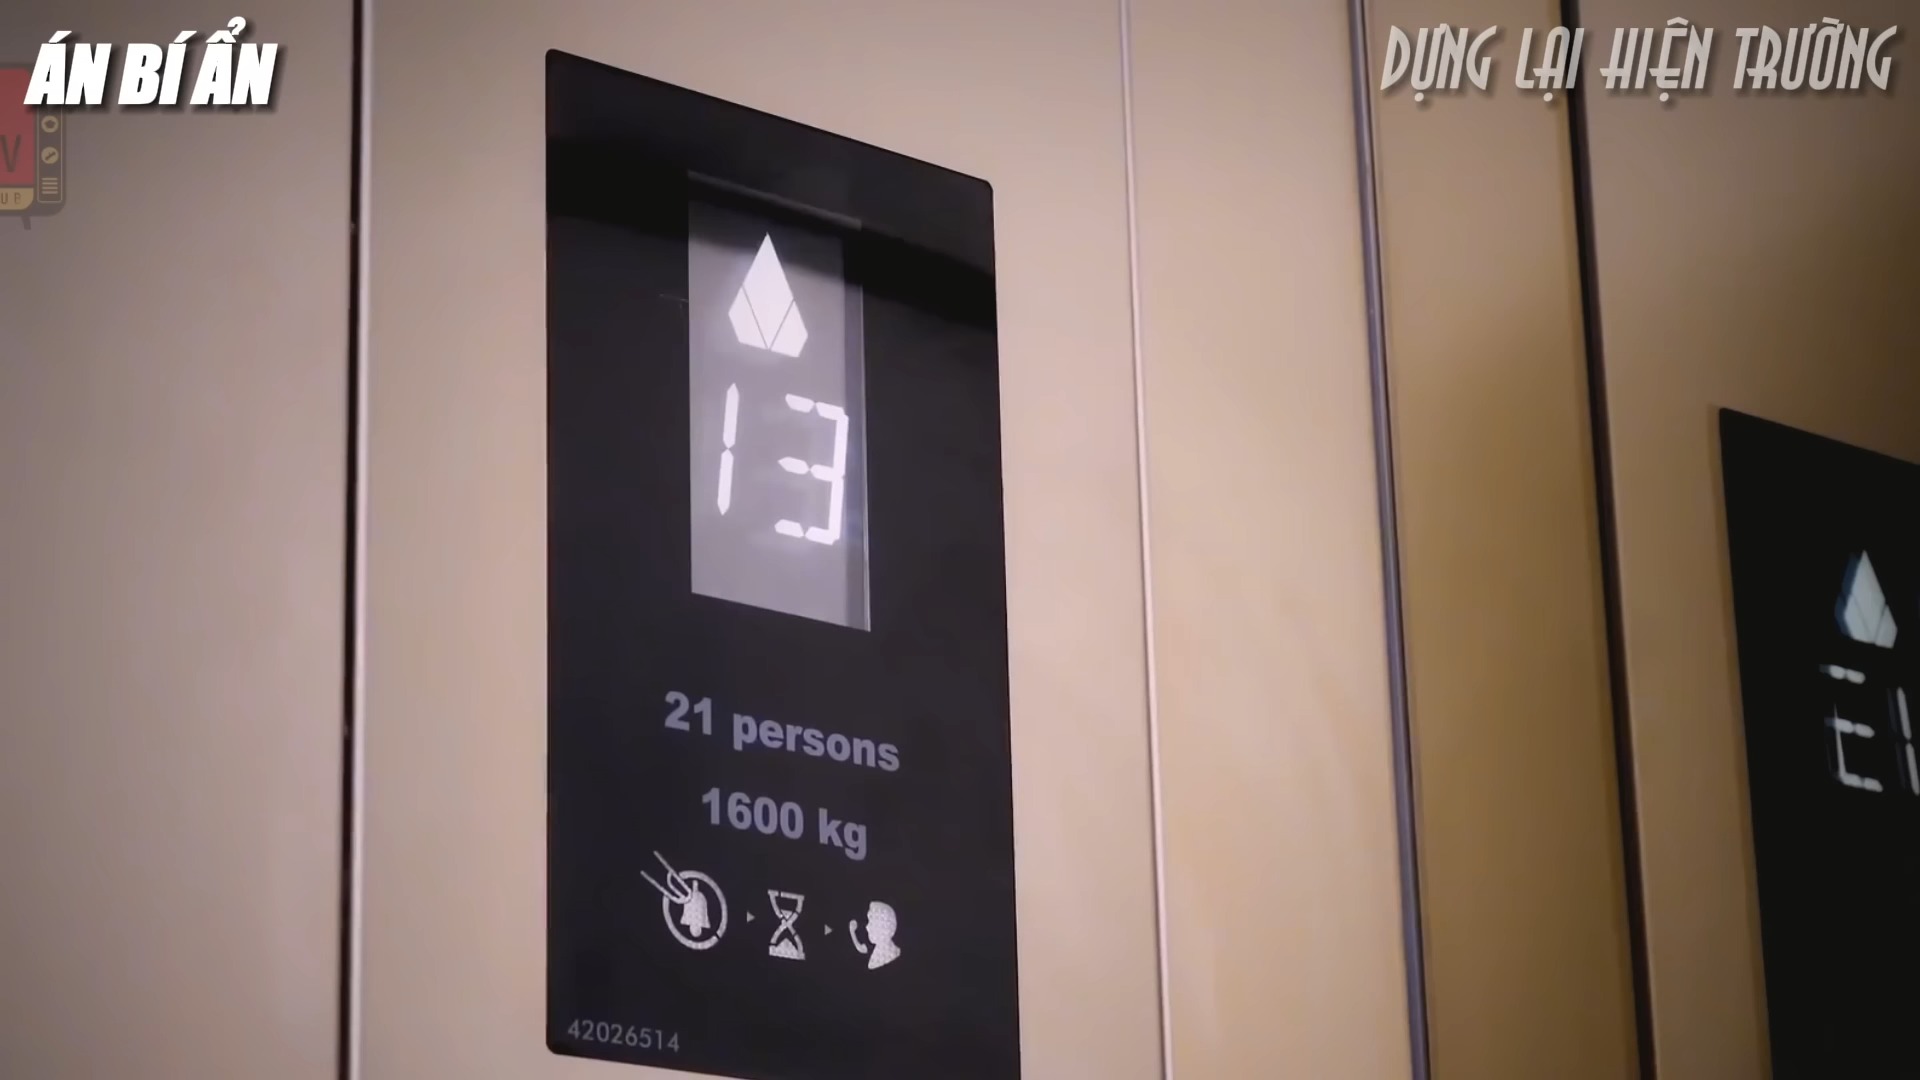 ÁN BÍ ẨN
DỰNG LẠI HIỆN TRƯỜNG
13
21 persons
1600 kg
42026514